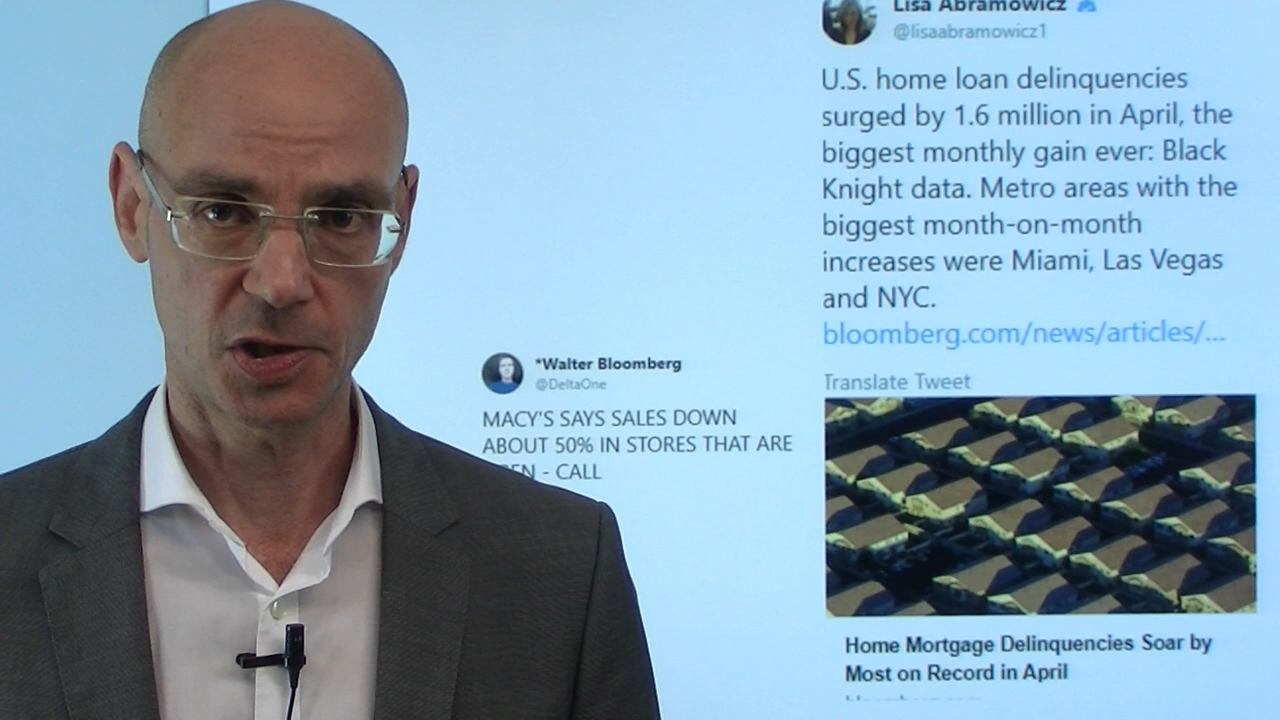 Lisa Abramowicz
@lisaabramowicz1
U.S. home loan delinquencies
surged by 1.6 million in April, the
biggest monthly gain ever: Black
Knight data. Metro areas with the
biggest month-on-month
increases were Miami, Las Vegas
and NYC.
bloomberg.com/news/articles/...
Translate Tweet
Home Mortgage Delinquencies Soar by
Most on Record in April
*Walter Bloomberg
@DeltaOne
MACY'S SAYS SALES DOWN
ABOUT 50% IN STORES THAT ARE
- CALL